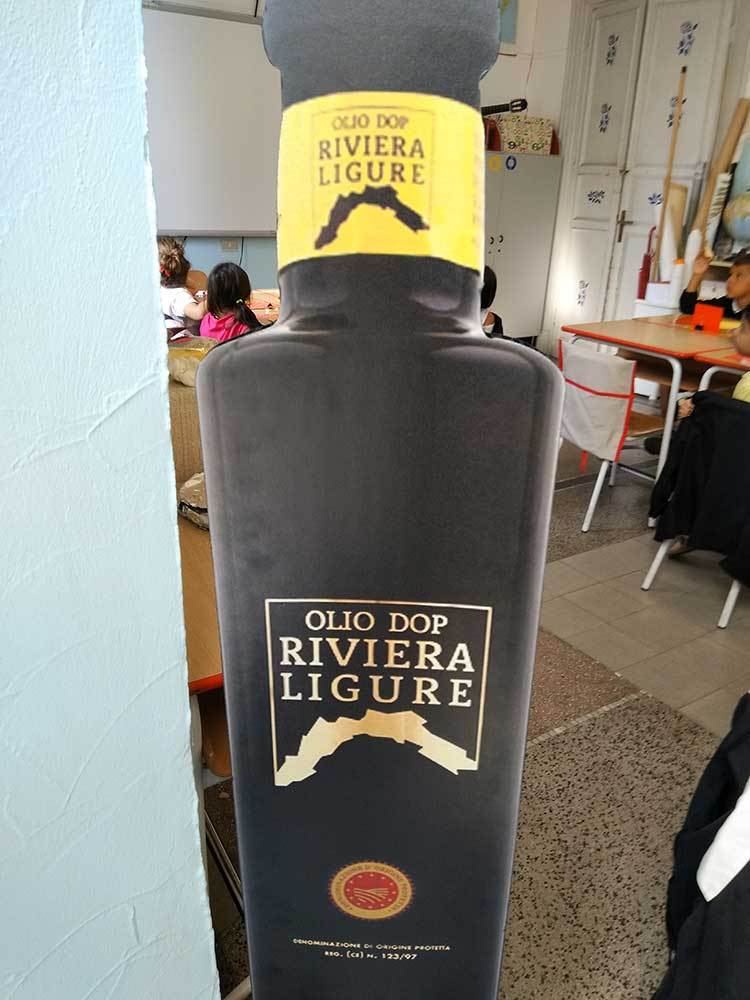 OLIO DOP
RIVIERA
LIGURE
OLIO DOP
RIVIERA
LIGURE
DENOMINAZIONE DI ORIGINE PROTETTA
REG. (CE) N. 123/97